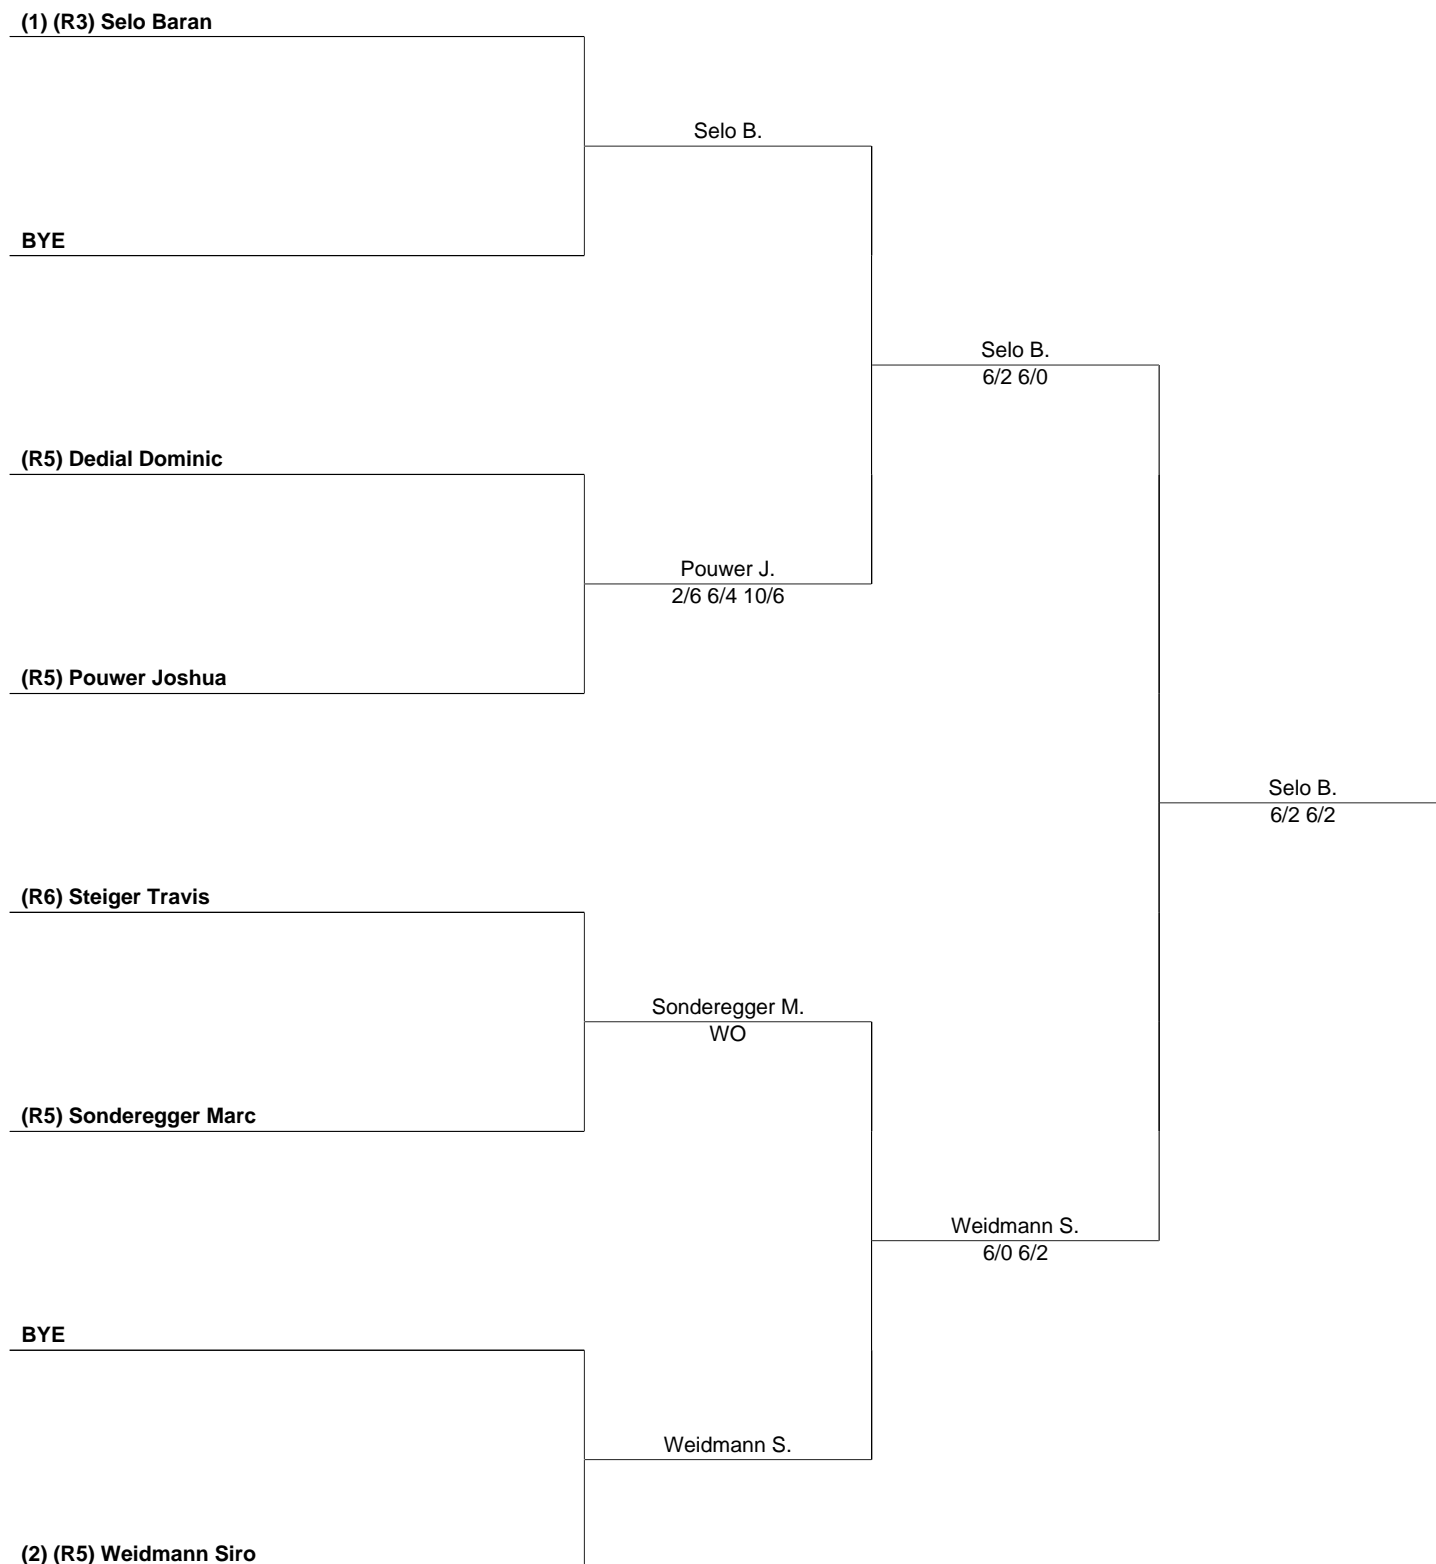 (1) (R3) Selo Baran
Selo B.
BYE
Selo B.
6/2 6/0
(R5) Dedial Dominic
Pouwer J.
2/6 6/4 10/6
(R5) Pouwer Joshua
Selo B.
6/2 6/2
(R6) Steiger Travis
Sonderegger M.
WO
(R5) Sonderegger Marc
Weidmann S.
6/0 6/2
BYE
Weidmann S.
(2) (R5) Weidmann Siro